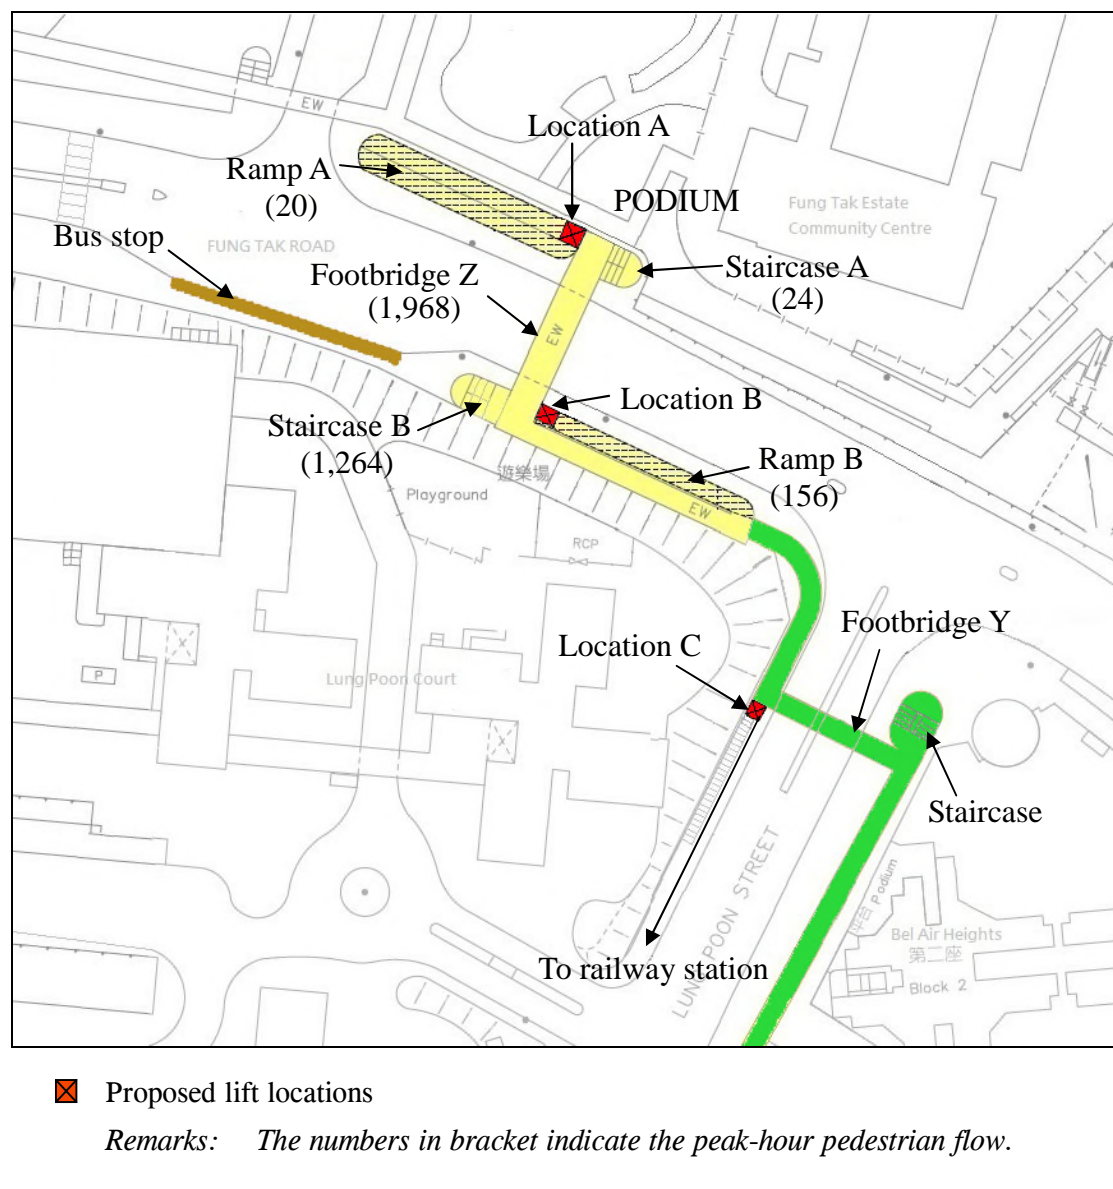 EW
Location A
Ramp A
(20)
PODIUM
Fung Tak Estate
Community Centre
Bus stop
FUNG TAK ROAD
Footbridge Z
(1,968)
Staircase A
(24)
EW
Location B
Staircase B
(1,264)
Ramp B
(156)
遊樂場
Playground
EW
RCP
Location C
Footbridge Y
P
Lung Poon Court
Staircase
LUNG POON STREET
平台 Podium
Bel Air Heights
第二座
Block 2
To railway station
Proposed lift locations
Remarks: The numbers in bracket indicate the peak-hour pedestrian flow.